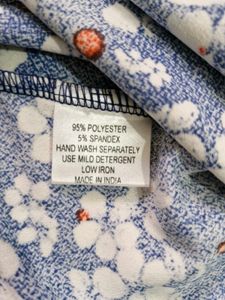 95% POLYESTER
5% SPANDEX
HAND WASH SEPARATELY
USE MILD DETERGENT
LOW IRON
MADE IN INDIA